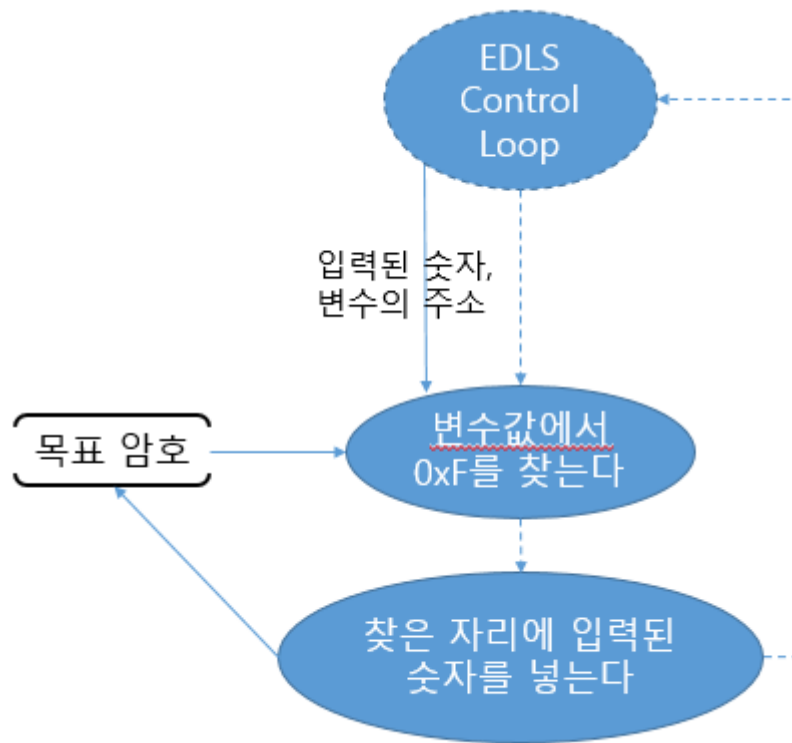 EDLS
Control
Loop
입력된 숫자,
변수의 주소
변수값에서
0xF를 찾는다
목표 암호
찾은 자리에 입력된
숫자를 넣는다